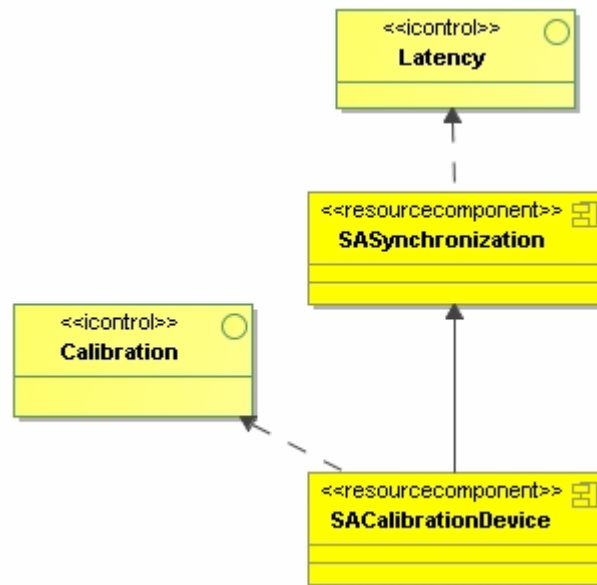 <<icontrol>>
Latency
<<resourcecomponent>>
SASynchronization
<<icontrol>>
Calibration
<<resourcecomponent>>
SACalibrationDevice